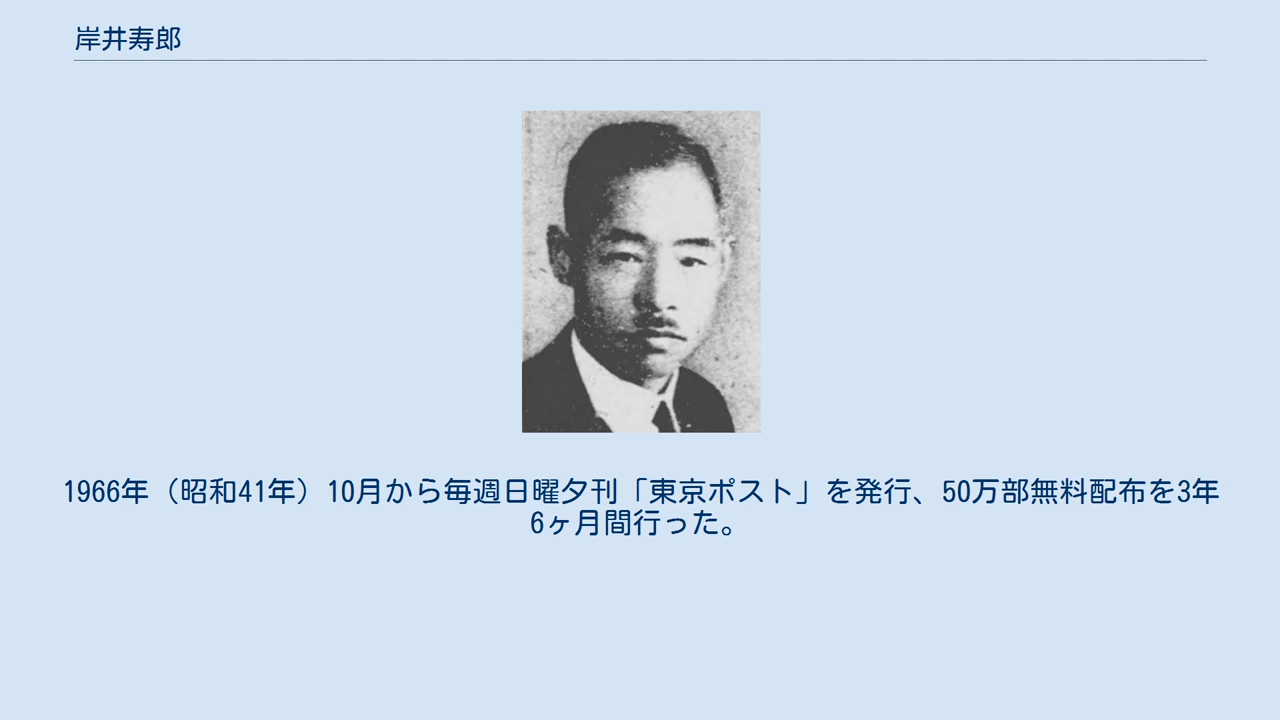 岸井寿郎
1966年（昭和41年）10月から毎週日曜夕刊「東京ポスト」を発行、50万部無料配布を3年
6ヶ月間行った。